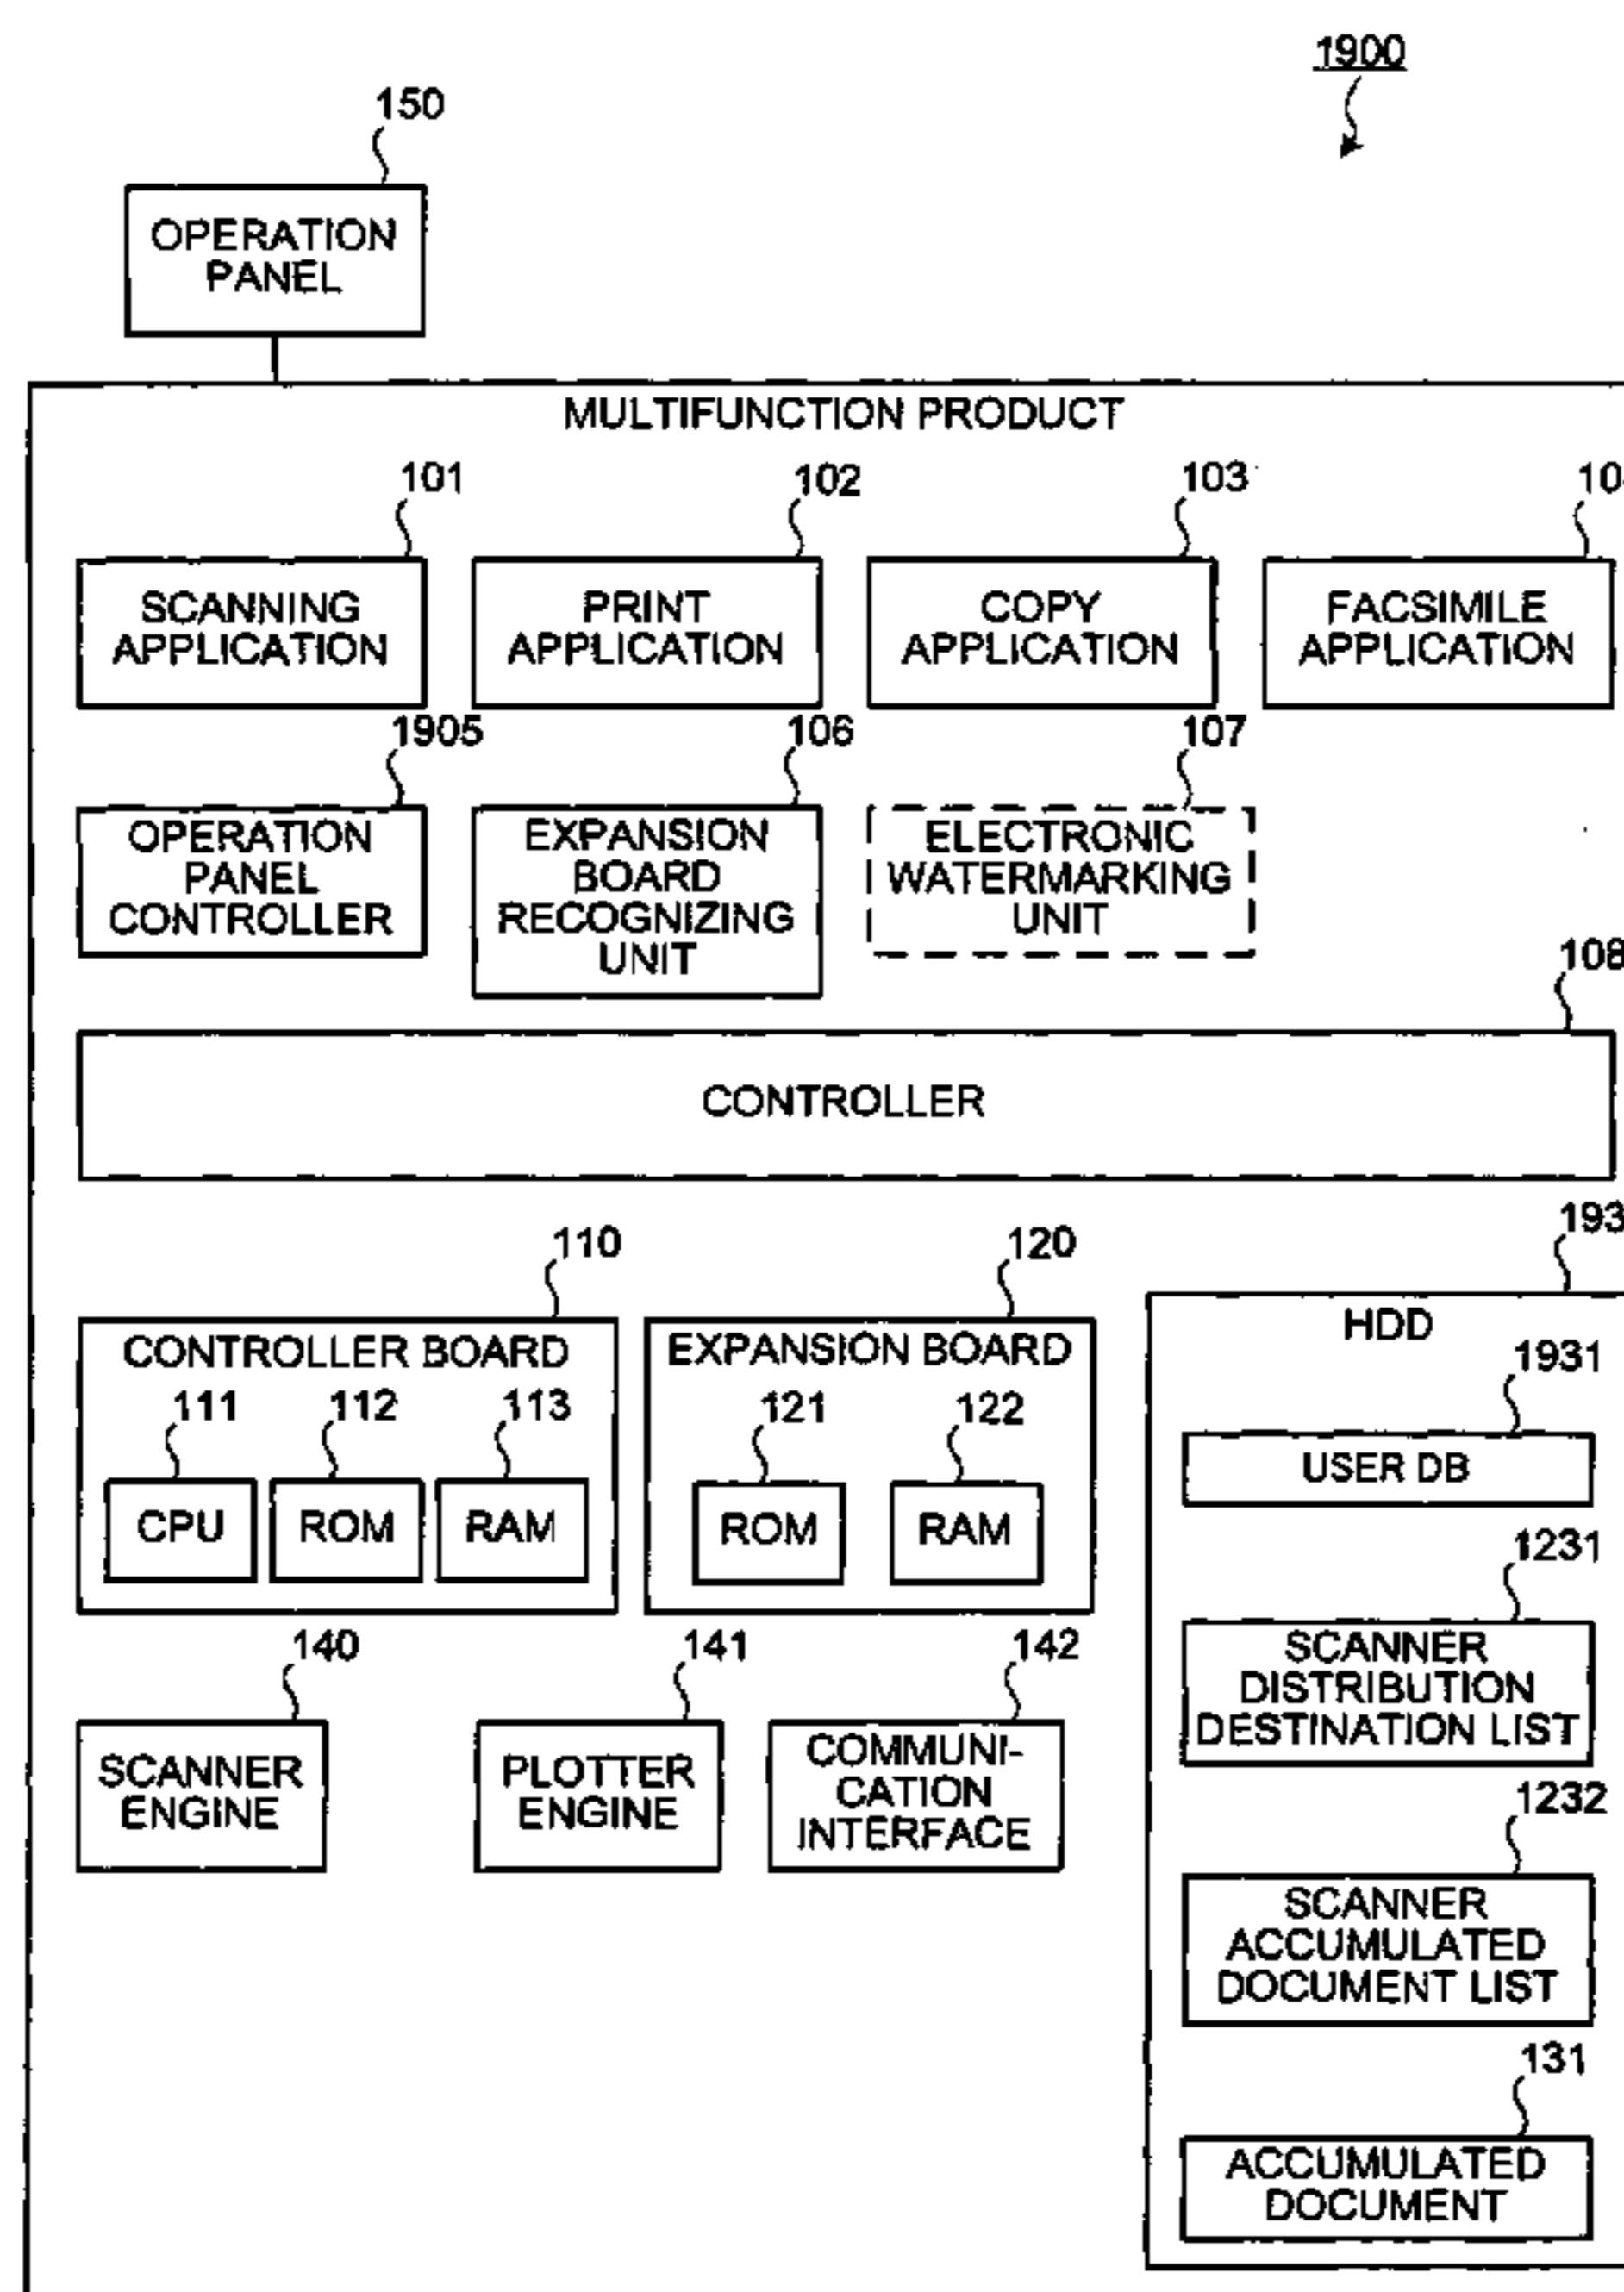 1900
150
OPERATION
PANEL
MULTIFUNCTION PRODUCT
101
102
103
SCANNING
APPLICATION
PRINT
APPLICATION
COPY
APPLICATION
FACSIMILE
APPLICATION
1905
106
107
OPERATION
PANEL
CONTROLLER
EXPANSION
BOARD
RECOGNIZING
UNIT
ELECTRONIC
WATERMARKING
UNIT
108
CONTROLLER
110
120
CONTROLLER BOARD
111
112
113
CPU
ROM
RAM
EXPANSION BOARD
121
122
ROM
RAM
HDD
1931
USER DB
1231
SCANNER
DISTRIBUTION
DESTINATION LIST
1232
SCANNER
ACCUMULATED
DOCUMENT LIST
131
ACCUMULATED
DOCUMENT
140
141
142
SCANNER
ENGINE
PLOTTER
ENGINE
COMMUNI-
CATION
INTERFACE